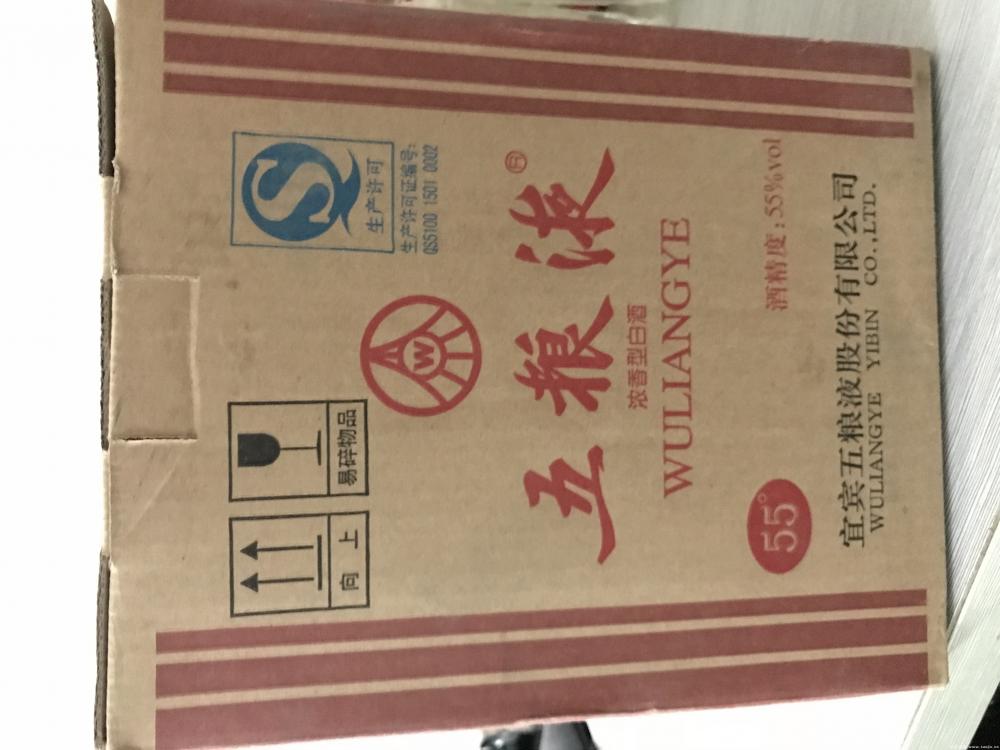 向 上
易碎物品
生产许可
生产许可证编号:
QS5100 1501 0002
W
五粮液®
浓香型白酒
WULIANGYE
55°
酒精度:55%vol
宜宾五粮液股份有限公司
WULIANGYE YIBIN CO.,LTD.